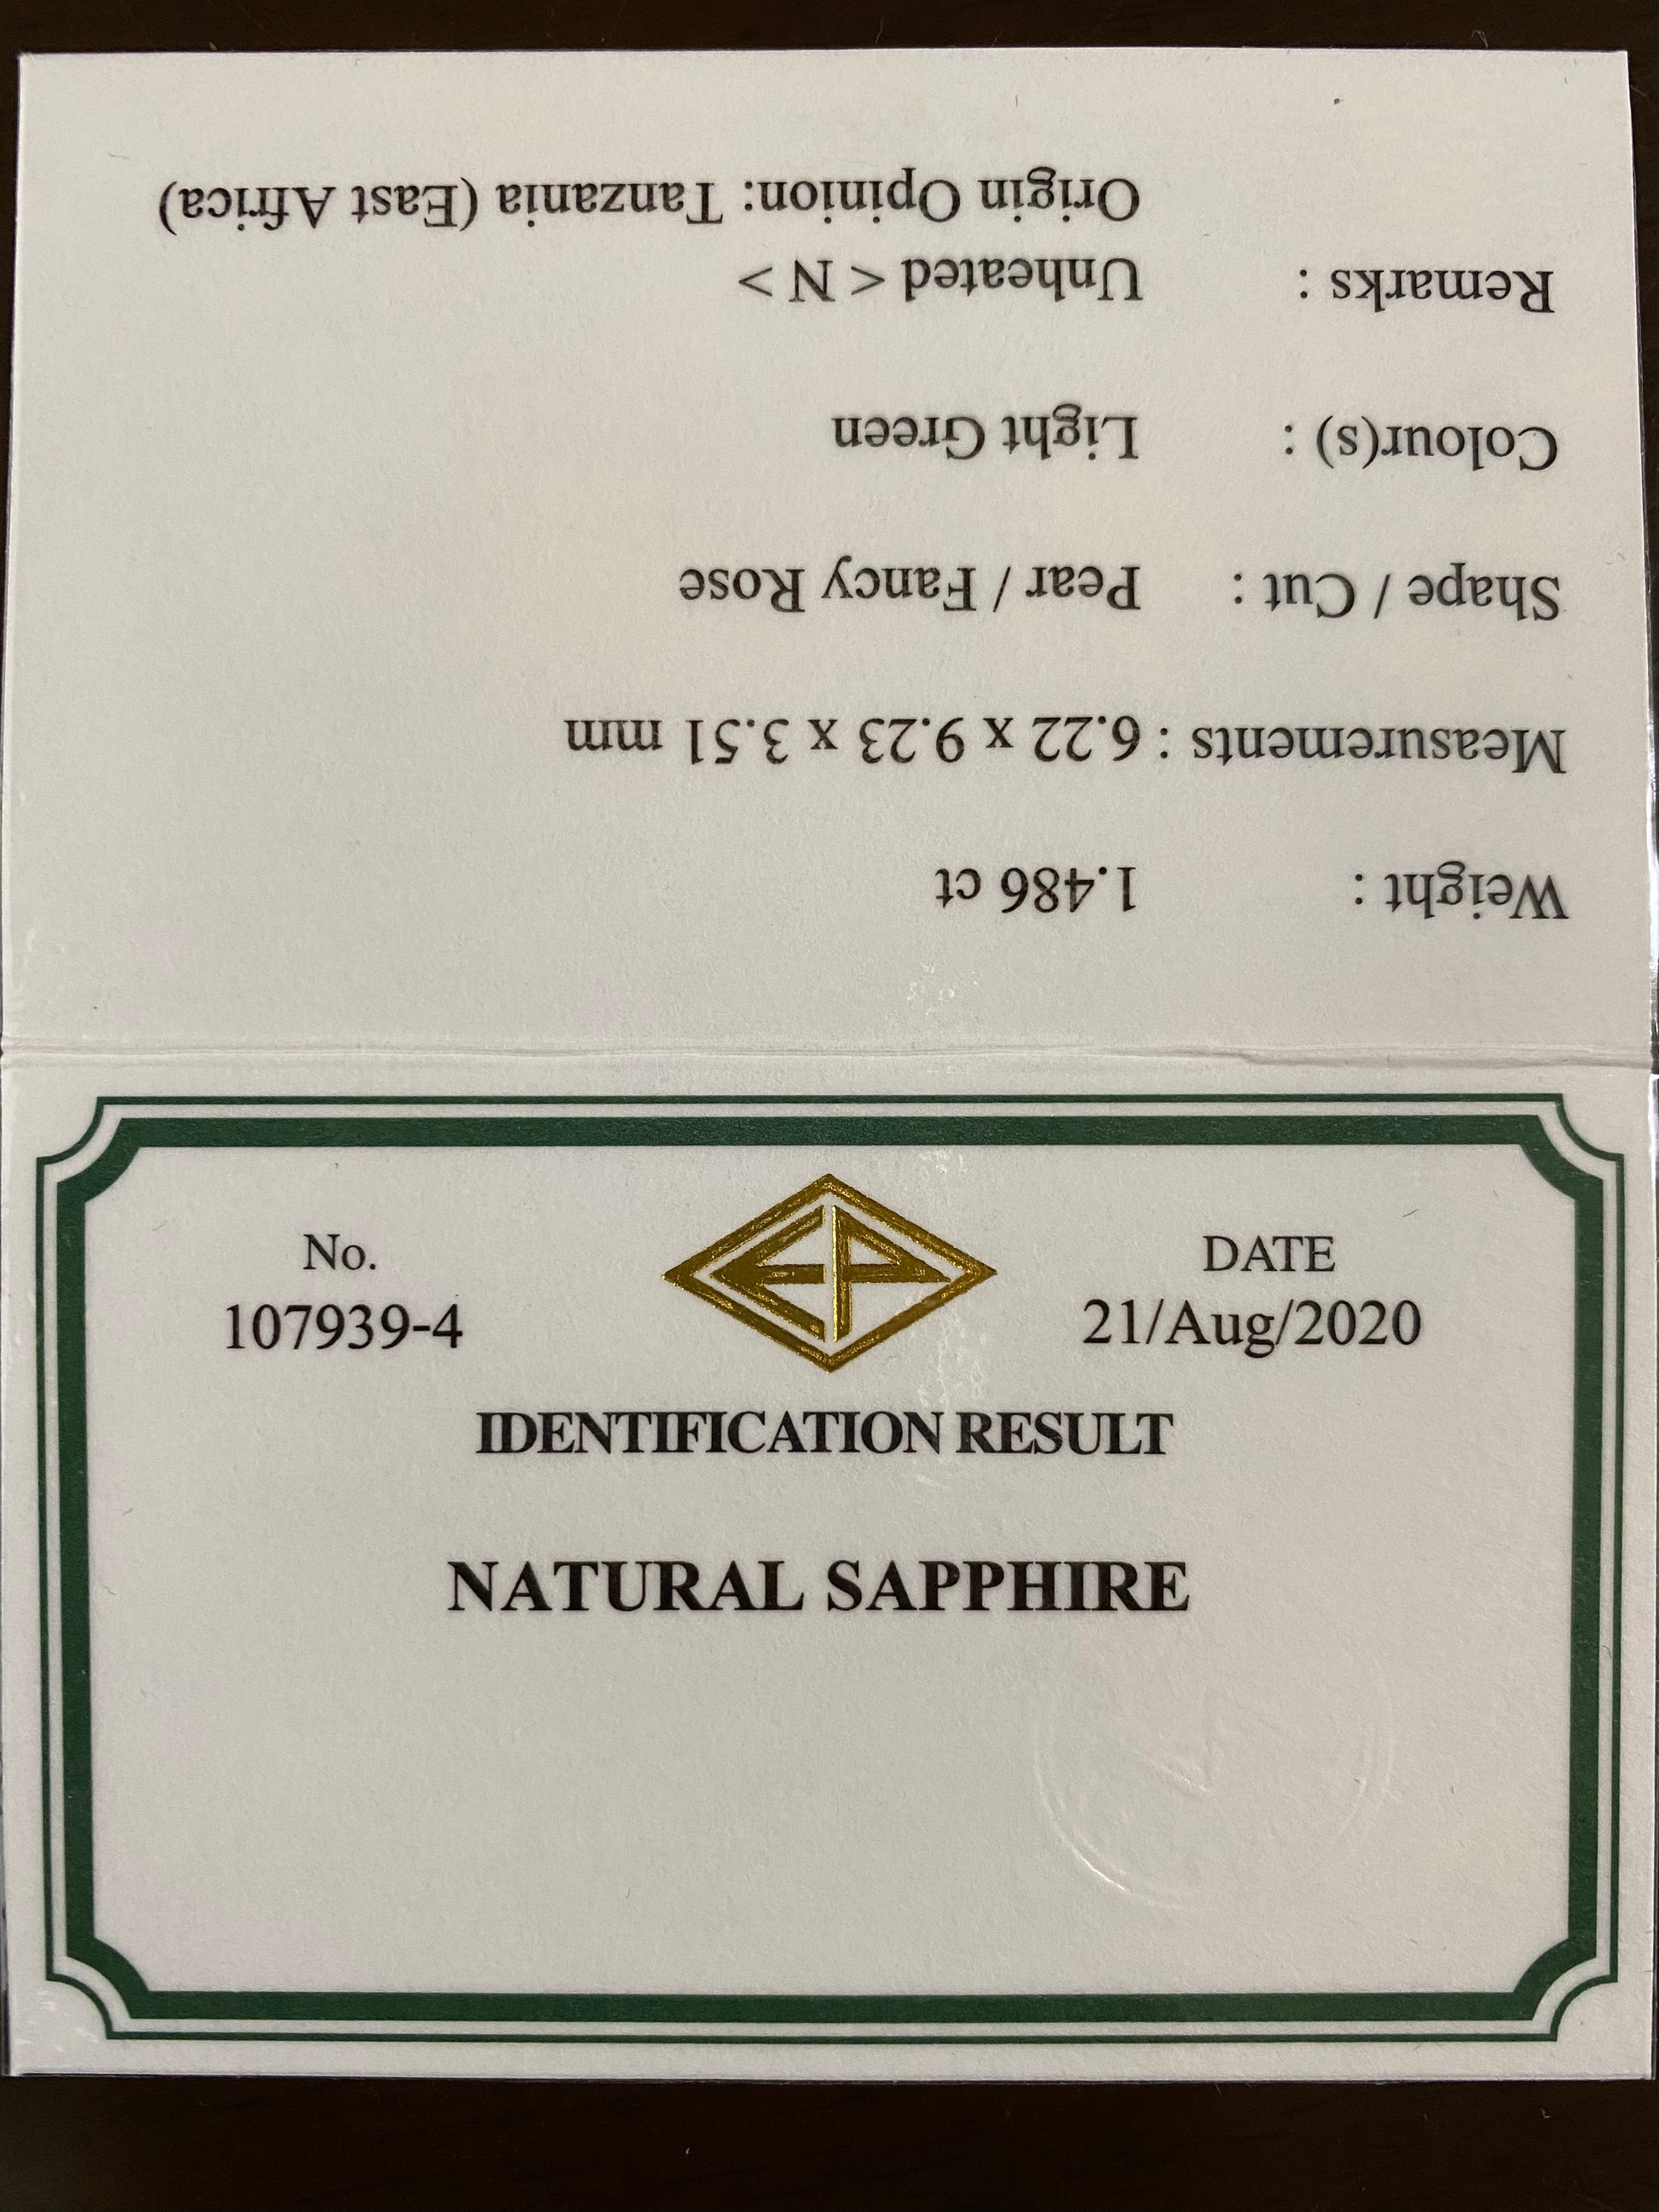 No.
107939-4
EP
DATE
21/Aug/2020
IDENTIFICATION RESULT
NATURAL SAPPHIRE
Weight : 1.486 ct
Measurements : 6.22 x 9.23 x 3.51 mm
Shape / Cut : Pear / Fancy Rose
Colour(s) : Light Green
Remarks : Unheated < N >
Origin Opinion: Tanzania (East Africa)